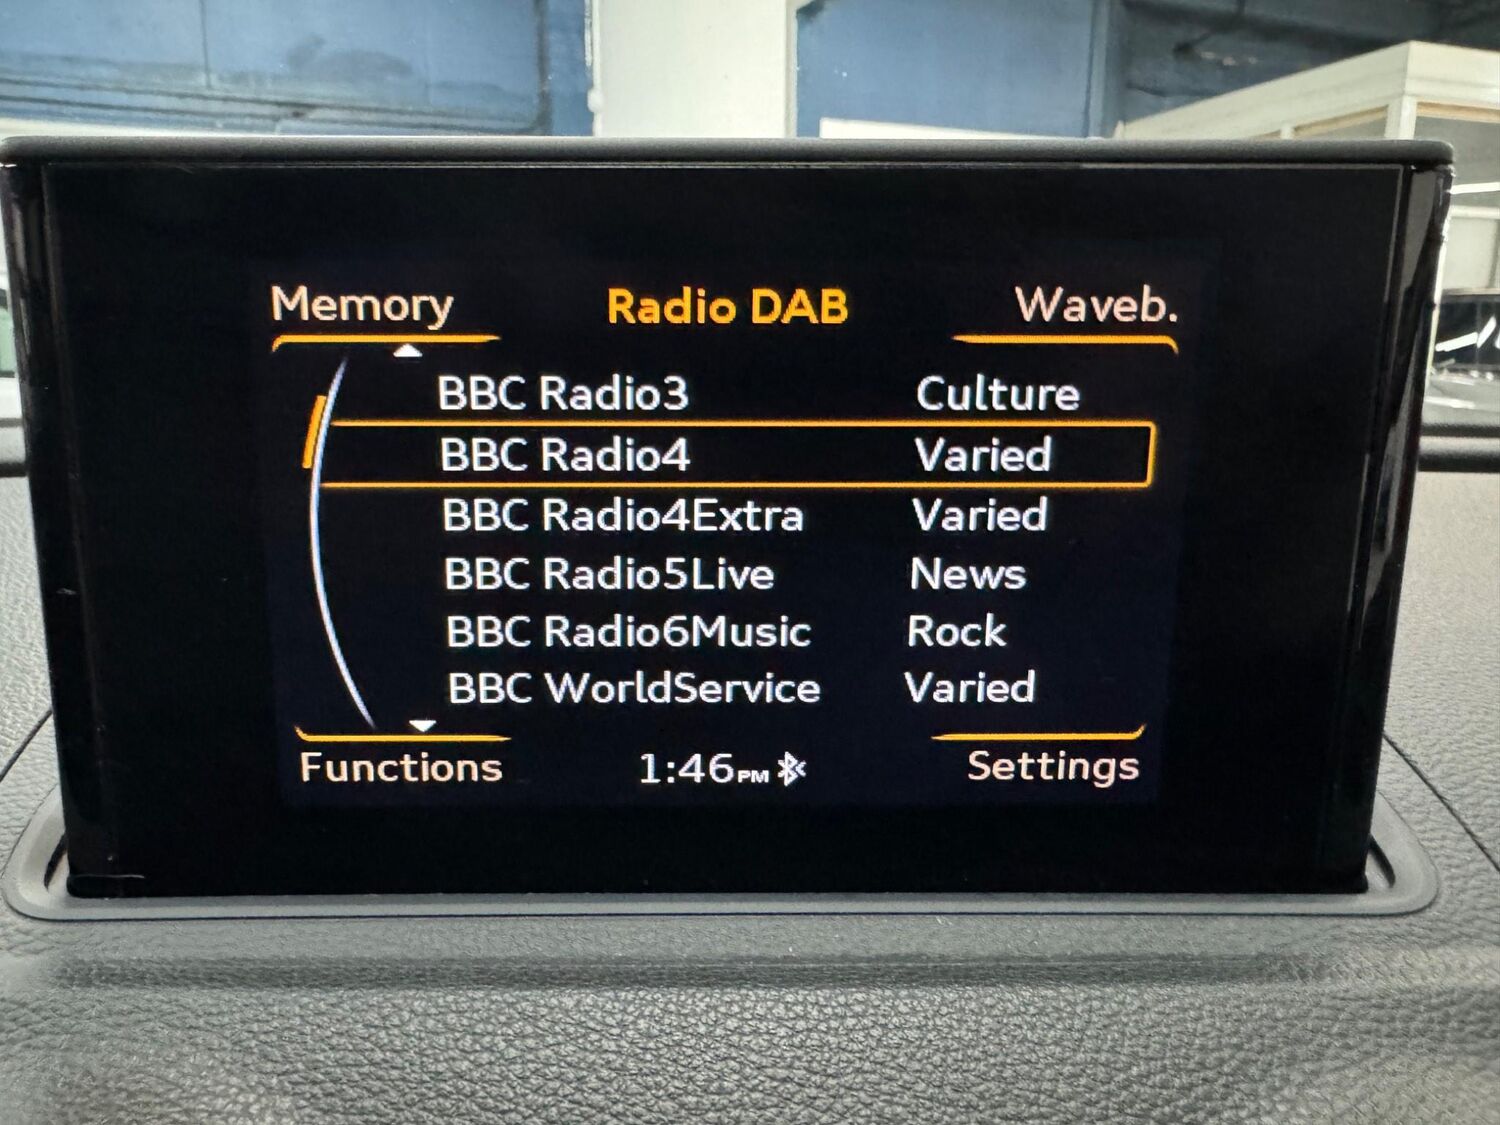 Memory Radio DAB Waveb.
BBC Radio3 Culture
BBC Radio4 Varied
BBC Radio4Extra Varied
BBC Radio5Live News
BBC Radio6Music Rock
BBC WorldService Varied
Functions 1:46PM Settings